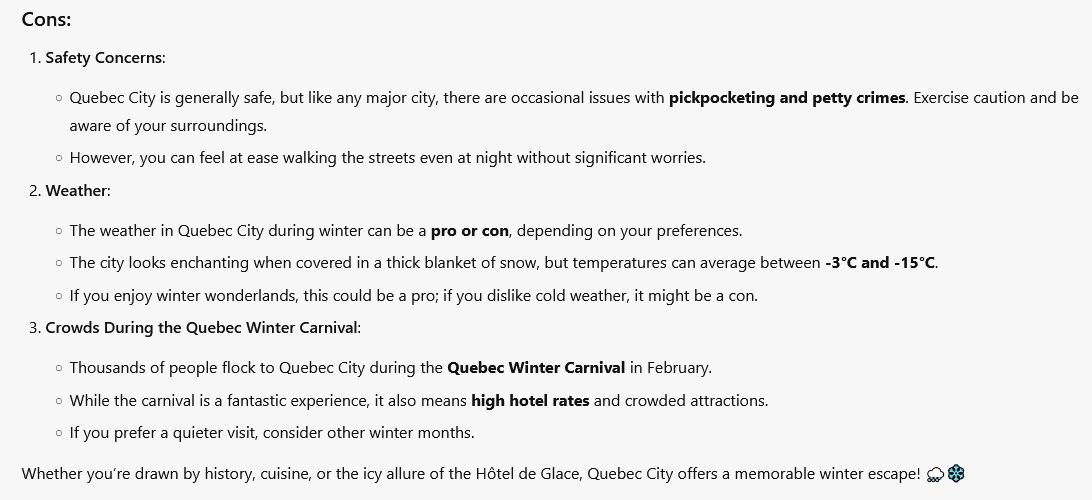 Cons:
1. Safety Concerns:
○ Quebec City is generally safe, but like any major city, there are occasional issues with pickpocketing and petty crimes. Exercise caution and be
aware of your surroundings.
○ However, you can feel at ease walking the streets even at night without significant worries.
2. Weather:
○ The weather in Quebec City during winter can be a pro or con, depending on your preferences.
○ The city looks enchanting when covered in a thick blanket of snow, but temperatures can average between -3°C and -15°C.
○ If you enjoy winter wonderlands, this could be a pro; if you dislike cold weather, it might be a con.
3. Crowds During the Quebec Winter Carnival:
○ Thousands of people flock to Quebec City during the Quebec Winter Carnival in February.
○ While the carnival is a fantastic experience, it also means high hotel rates and crowded attractions.
○ If you prefer a quieter visit, consider other winter months.
Whether you’re drawn by history, cuisine, or the icy allure of the Hôtel de Glace, Quebec City offers a memorable winter escape! 🌨️❄️